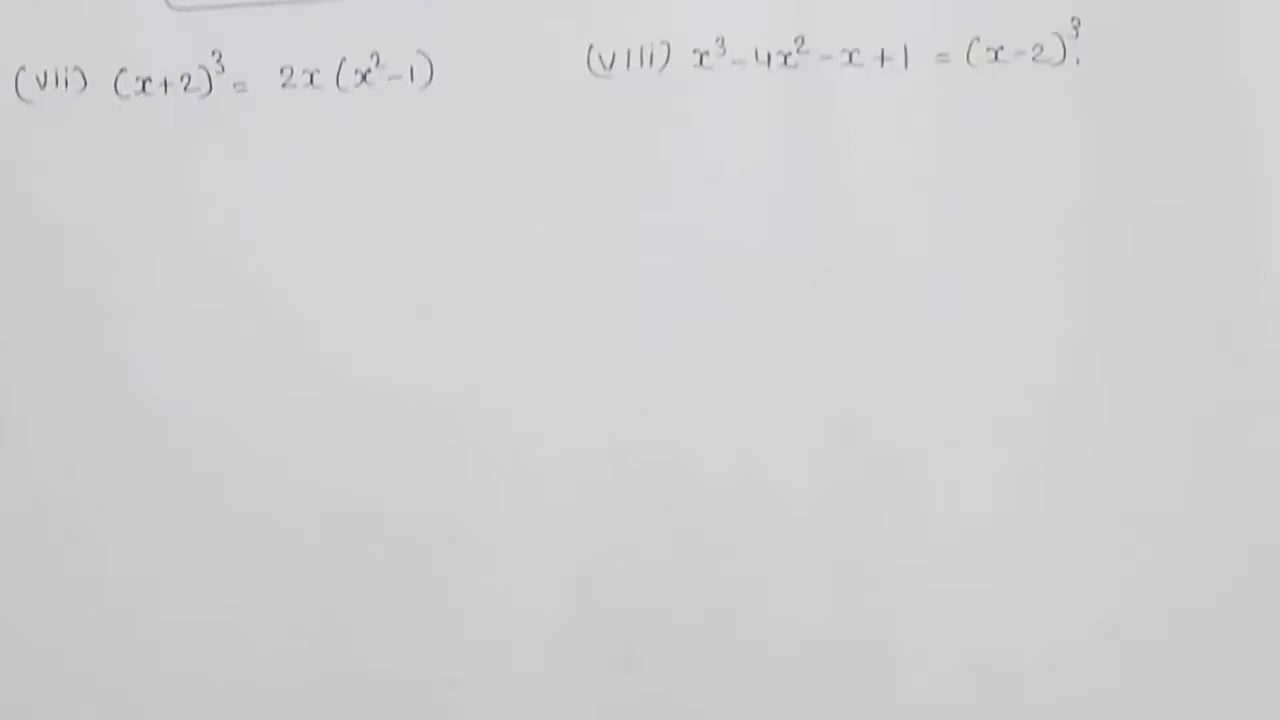 (vii) (x+2)³ = 2x(x²-1)
(viii) x³-4x²-x+1 = (x-2)³.